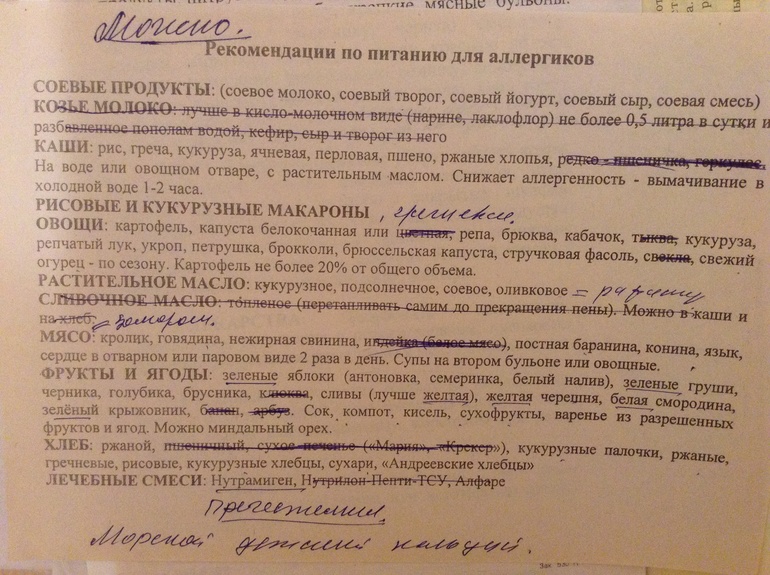 мясные бульоны.
Можно.
Рекомендации по питанию для аллергиков
СОЕВЫЕ ПРОДУКТЫ: (соевое молоко, соевый творог, соевый йогурт, соевый сыр, соевая смесь)
КОЗЬЕ МОЛОКО: лучше в кисло-молочном виде (нарине, лаклофлор) не более 0,5 литра в сутки и
разбавленное пополам водой, кефир, сыр и творог из него
КАШИ: рис, греча, кукуруза, ячневая, перловая, пшено, ржаные хлопья, редко - пшеничка, геркулес.
На воде или овощном отваре, с растительным маслом. Снижает аллергенность - вымачивание в
холодной воде 1-2 часа.
РИСОВЫЕ И КУКУРУЗНЫЕ МАКАРОНЫ
ОВОЩИ: картофель, капуста белокочанная или цветная, репа, брюква, кабачок, тыква, кукуруза,
репчатый лук, укроп, петрушка, брокколи, брюссельская капуста, стручковая фасоль, свекла, свежий
огурец - по сезону. Картофель не более 20% от общего объема.
РАСТИТЕЛЬНОЕ МАСЛО: кукурузное, подсолнечное, соевое, оливковое =
СЛИВОЧНОЕ МАСЛО: топленое (перетапливать самим до прекращения пены). Можно в каши и
на хлеб.
МЯСО: кролик, говядина, нежирная свинина, индейка (белое мясо), постная баранина, конина, язык,
сердце в отварном или паровом виде 2 раза в день. Супы на втором бульоне или овощные.
ФРУКТЫ И ЯГОДЫ: зеленые яблоки (антоновка, семеринка, белый налив), зеленые груши,
черника, голубика, брусника, клюква, сливы (лучше желтая), желтая черешня, белая смородина,
зелёный крыжовник, банан, арбуз. Сок, компот, кисель, сухофрукты, варенье из разрешенных
фруктов и ягод. Можно миндальный орех.
ХЛЕБ: ржаной, пшеничный, сухое печенье («Мария», «Крекер»), кукурузные палочки, ржаные,
гречневые, рисовые, кукурузные хлебцы, сухари, «Андреевские хлебцы»
ЛЕЧЕБНЫЕ СМЕСИ: Нутрамиген, Нутрилон-Пепти-ТСУ, Алфаре
Прегестимил.
Морской детский кальций.